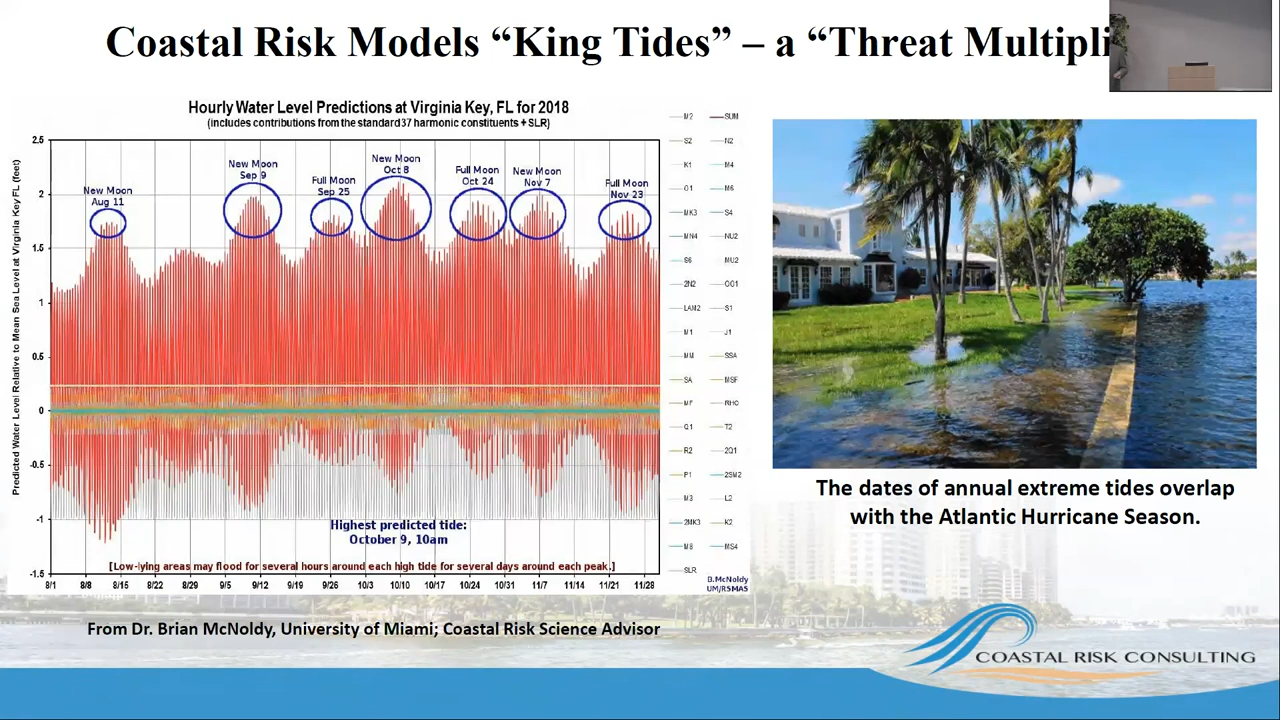 Coastal Risk Models “King Tides” – a “Threat Multipli
Hourly Water Level Predictions at Virginia Key, FL for 2018
(includes contributions from the standard 37 harmonic constituents + SLR)
Predicted Water Level Relative to Mean Sea Level at Virginia Key FL (feet)
2.5
2
1.5
1
0.5
0
-0.5
-1
-1.5
New Moon
Aug 11
New Moon
Sep 9
Full Moon
Sep 25
New Moon
Oct 8
Full Moon
Oct 24
New Moon
Nov 7
Full Moon
Nov 23
Highest predicted tide:
October 9, 10am
[Low-lying areas may flood for several hours around each high tide for several days around each peak.]
8/1 8/8 8/15 8/22 8/29 9/5 9/12 9/19 9/26 10/3 10/10 10/17 10/24 10/31 11/7 11/14 11/21 11/28
M2 SUM
S2 N2
K1 M4
O1 M6
MK3 S4
MN4 NU2
S6 MU2
2N2 OO1
LAM2 S1
M1 J1
MM SSA
SA MSF
MF RHO
Q1 T2
R2 2Q1
P1 2SM2
M3 L2
2MK3 K2
M8 MS4
SLR
B.McNoldy
UM/RSMAS
From Dr. Brian McNoldy, University of Miami; Coastal Risk Science Advisor
The dates of annual extreme tides overlap
with the Atlantic Hurricane Season.
COASTAL RISK CONSULTING